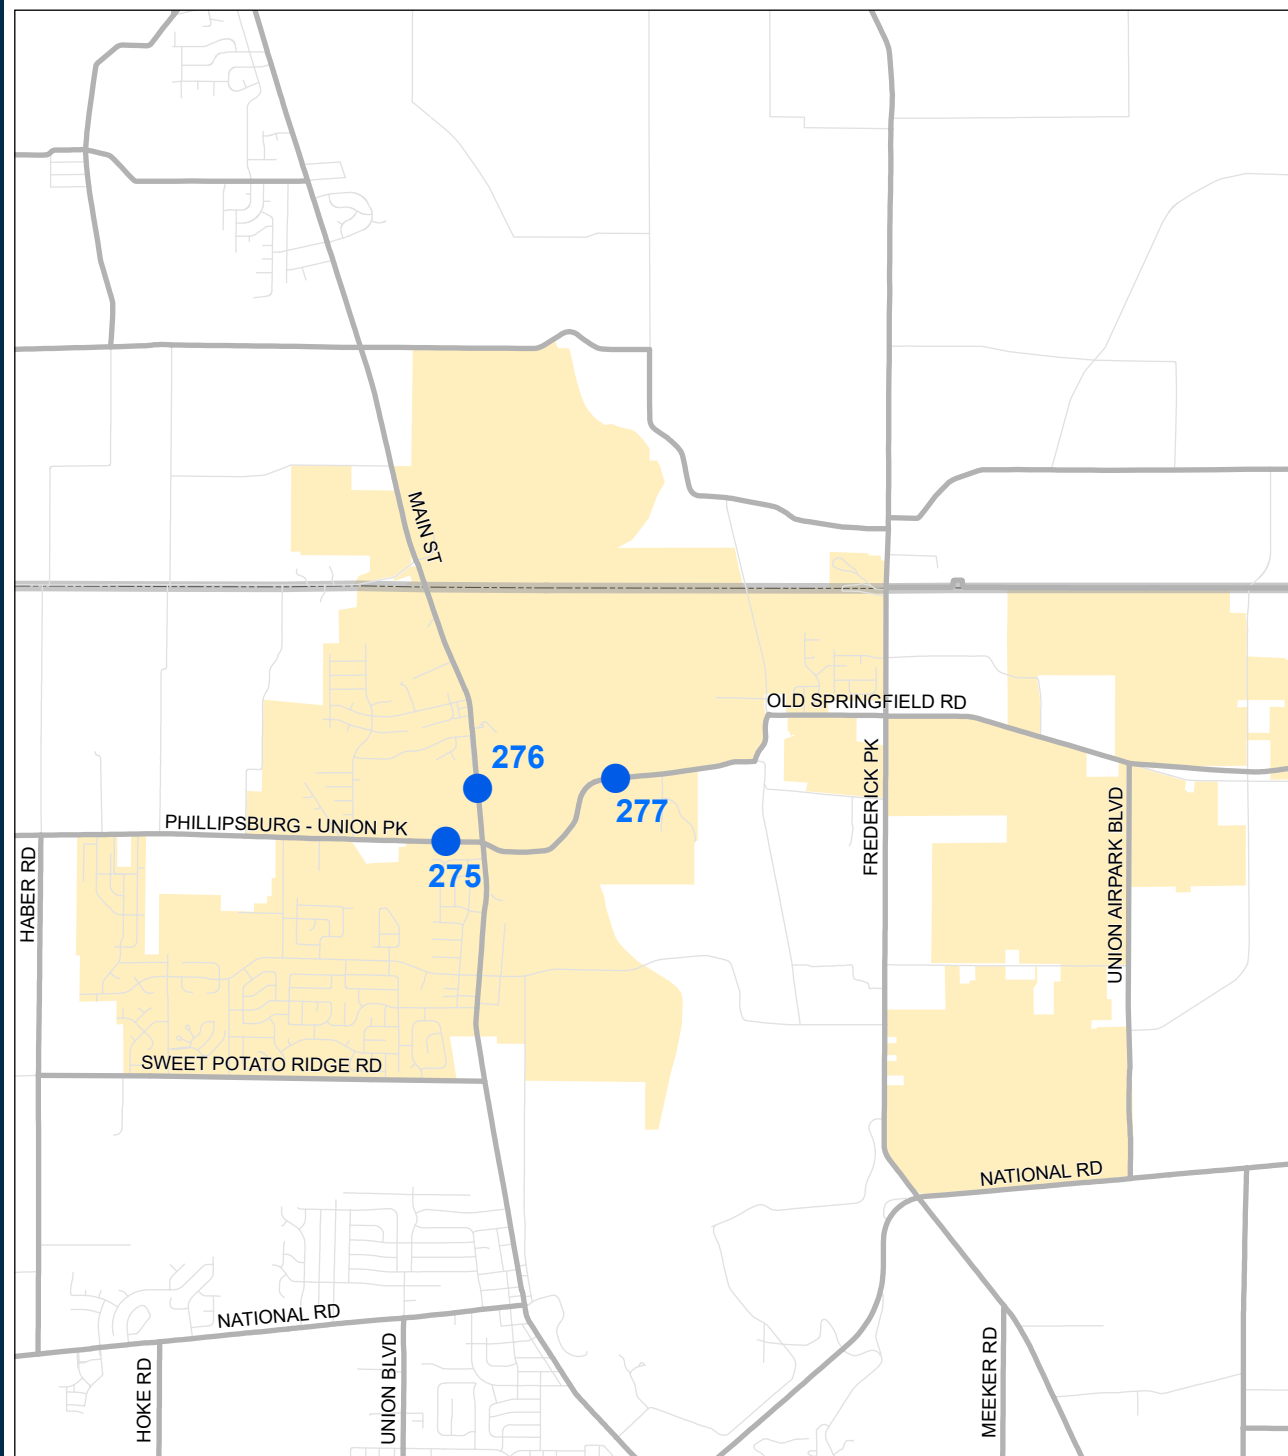 MAIN ST
OLD SPRINGFIELD RD
276
277
FREDERICK PK
UNION AIRPARK BLVD
PHILLIPSBURG - UNION PK
275
HABER RD
SWEET POTATO RIDGE RD
NATIONAL RD
NATIONAL RD
HOKE RD
UNION BLVD
MEEKER RD